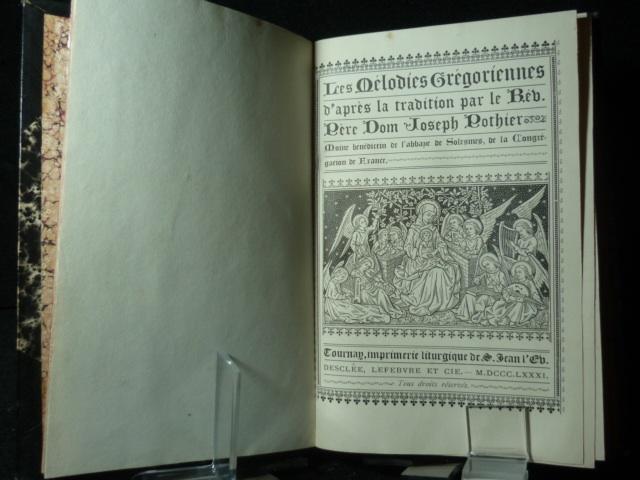 Les Mélodies Grégoriennes
d'après la tradition par le Rév.
Père Dom Joseph Pothier
Moine bénédictin de l'abbaye de Solesmes, de la Congré-
gation de France.
Tournay, imprimerie liturgique de S. Jean l'Ev.
DESCLÉE, LEFEBVRE ET CIE. — M.DCCC.LXXXI.
Tous droits réservés.